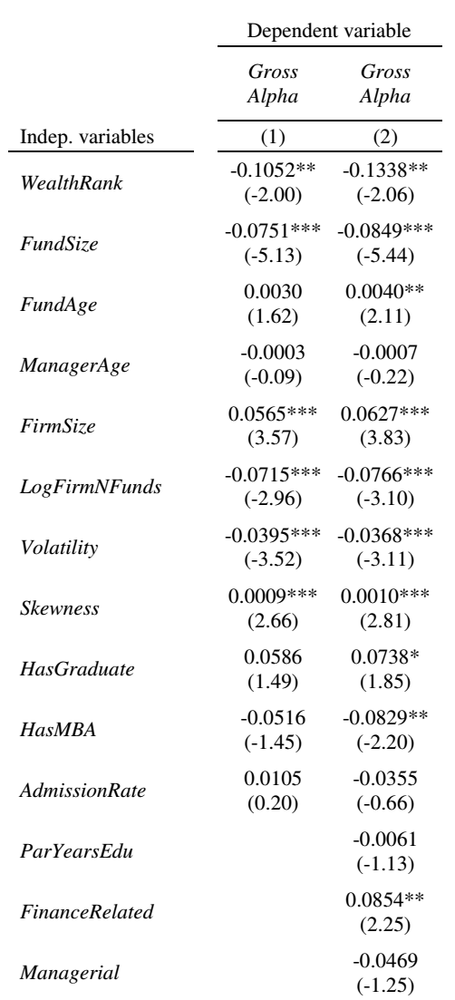 Dependent variable
Gross Gross
Alpha Alpha
Indep. variables (1) (2)
WealthRank -0.1052** -0.1338**
(-2.00) (-2.06)
FundSize -0.0751*** -0.0849***
(-5.13) (-5.44)
FundAge 0.0030 0.0040**
(1.62) (2.11)
ManagerAge -0.0003 -0.0007
(-0.09) (-0.22)
FirmSize 0.0565*** 0.0627***
(3.57) (3.83)
LogFirmNFunds -0.0715*** -0.0766***
(-2.96) (-3.10)
Volatility -0.0395*** -0.0368***
(-3.52) (-3.11)
Skewness 0.0009*** 0.0010***
(2.66) (2.81)
HasGraduate 0.0586 0.0738*
(1.49) (1.85)
HasMBA -0.0516 -0.0829**
(-1.45) (-2.20)
AdmissionRate 0.0105 -0.0355
(0.20) (-0.66)
ParYearsEdu -0.0061
(-1.13)
FinanceRelated 0.0854**
(2.25)
Managerial -0.0469
(-1.25)